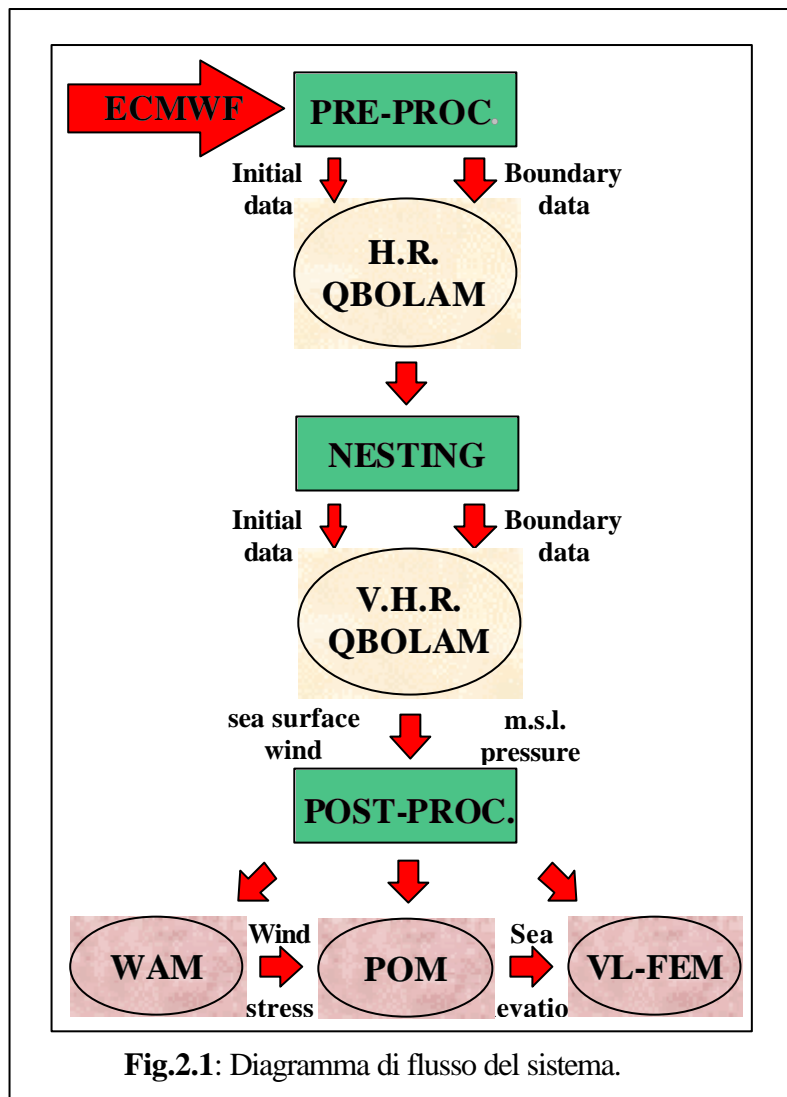 ECMWF
PRE-PROC.
Initial
data
Boundary
data
H.R.
QBOLAM
NESTING
Initial
data
Boundary
data
V.H.R.
QBOLAM
sea surface
wind
m.s.l.
pressure
POST-PROC.
WAM
Wind
stress
POM
Sea
levatio
VL-FEM
Fig.2.1: Diagramma di flusso del sistema.